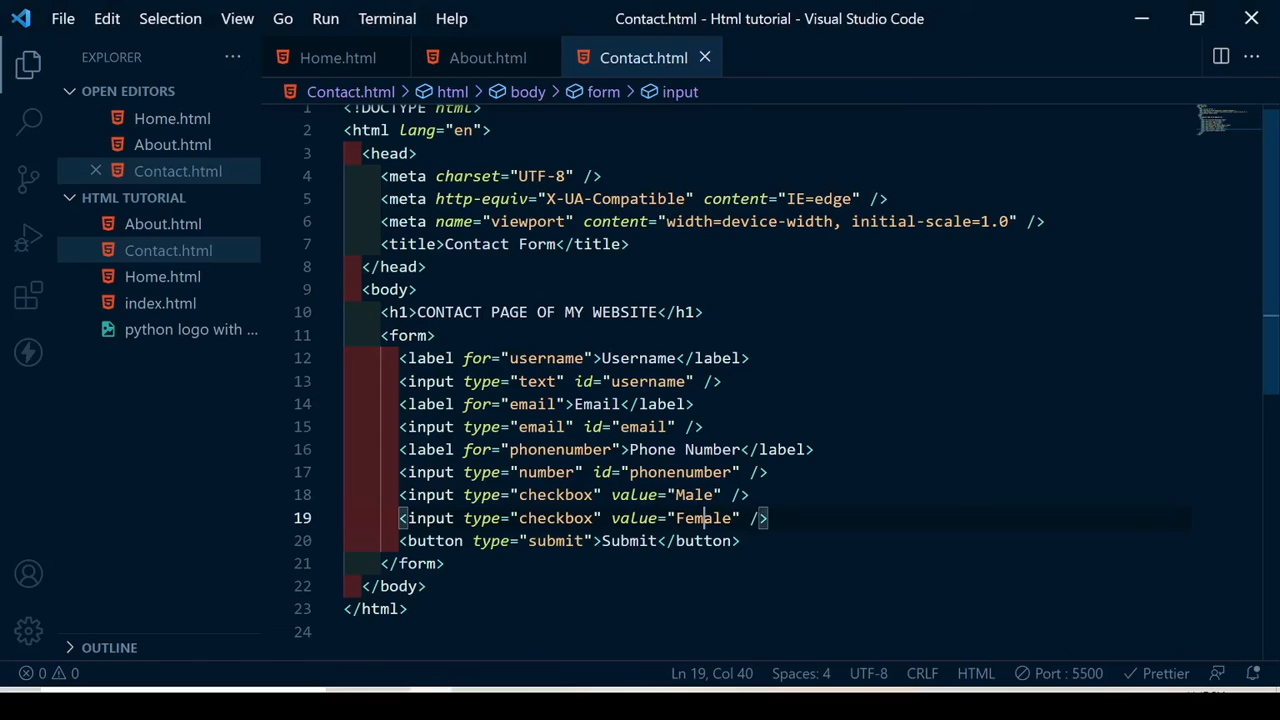 File Edit Selection View Go Run Terminal Help Contact.html - Html tutorial - Visual Studio Code
EXPLORER ...
Home.html About.html Contact.html
Contact.html > html > body > form > input
OPEN EDITORS
Home.html
About.html
Contact.html
HTML TUTORIAL
About.html
Contact.html
Home.html
index.html
python logo with ...
OUTLINE
1 <!DOCTYPE html>
2 <html lang="en">
3 <head>
4 <meta charset="UTF-8" />
5 <meta http-equiv="X-UA-Compatible" content="IE=edge" />
6 <meta name="viewport" content="width=device-width, initial-scale=1.0" />
7 <title>Contact Form</title>
8 </head>
9 <body>
10 <h1>CONTACT PAGE OF MY WEBSITE</h1>
11 <form>
12 <label for="username">Username</label>
13 <input type="text" id="username" />
14 <label for="email">Email</label>
15 <input type="email" id="email" />
16 <label for="phonenumber">Phone Number</label>
17 <input type="number" id="phonenumber" />
18 <input type="checkbox" value="Male" />
19 <input type="checkbox" value="Female" />
20 <button type="submit">Submit</button>
21 </form>
22 </body>
23 </html>
24
0 0 Ln 19, Col 40 Spaces: 4 UTF-8 CRLF HTML Port : 5500 Prettier